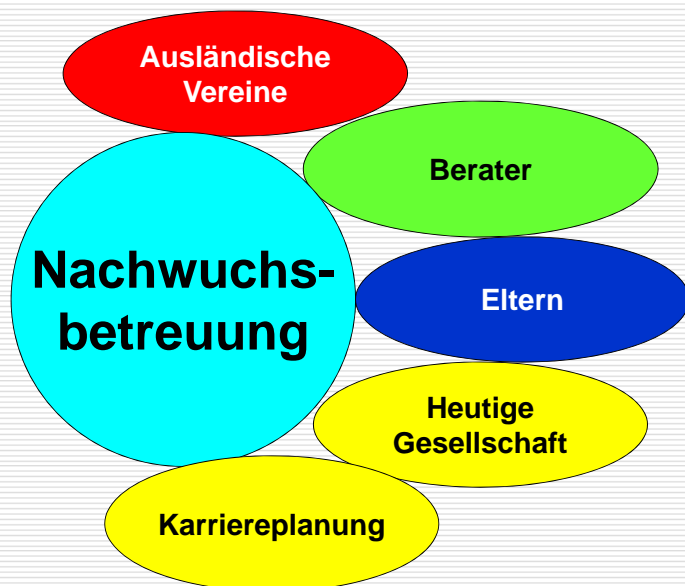 Ausländische
Vereine
Berater
Nachwuchs-
betreuung
Eltern
Heutige
Gesellschaft
Karriereplanung